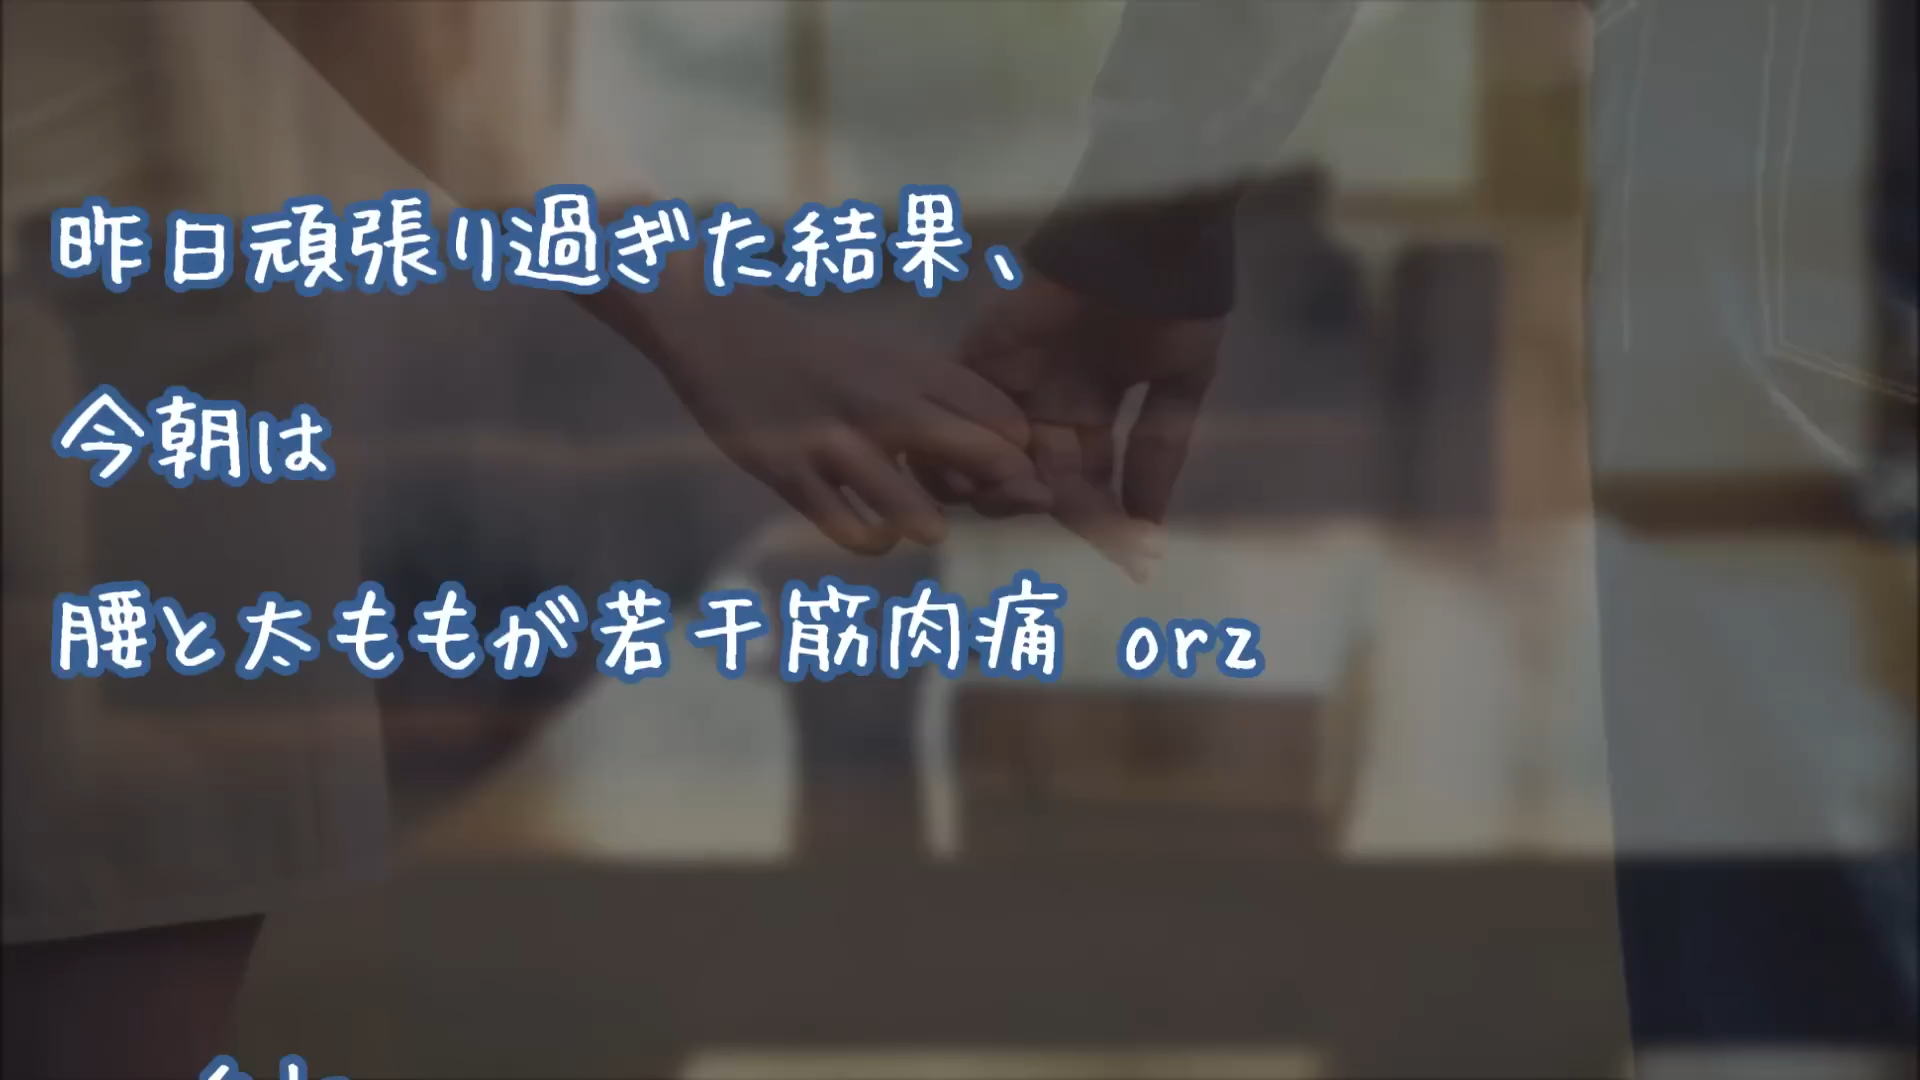 昨日頑張り過ぎた結果、
今朝は
腰と太ももが若干筋肉痛 orz